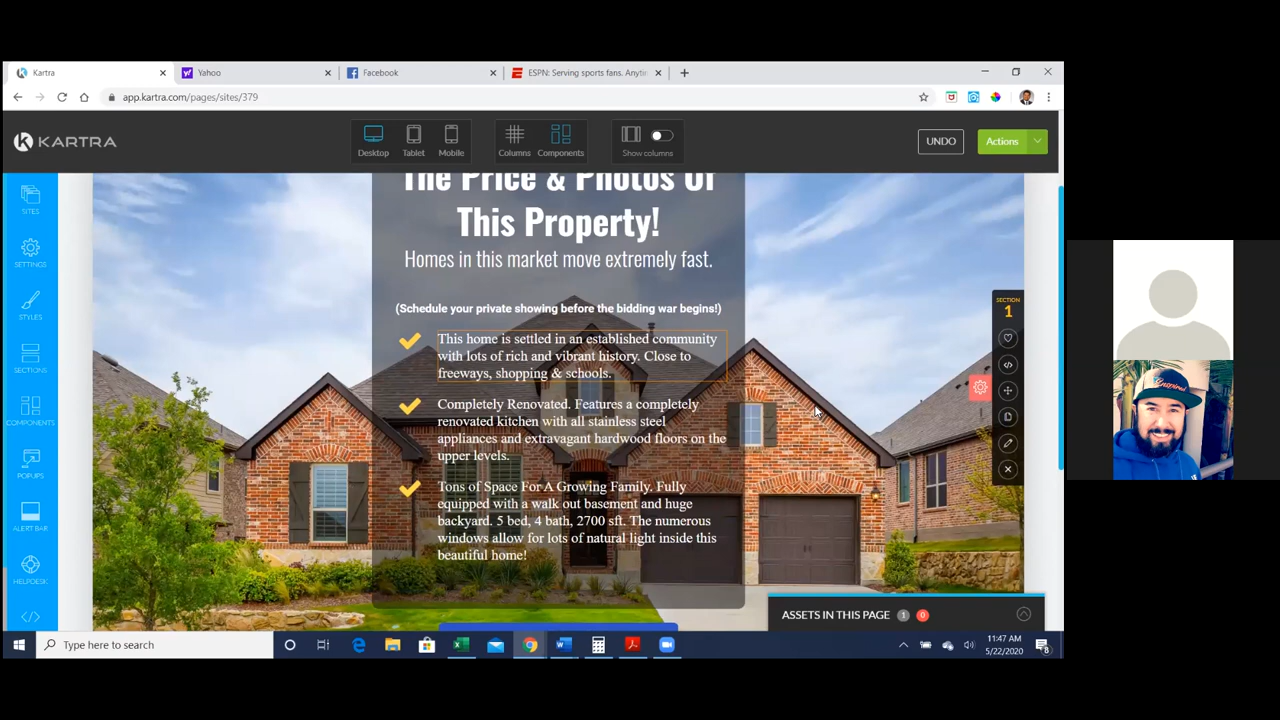 Kartra
Yahoo
Facebook
ESPN: Serving sports fans. Anytim
app.kartra.com/pages/sites/379
KARTRA
Desktop
Tablet
Mobile
Columns
Components
Show columns
UNDO
Actions
SITES
SETTINGS
STYLES
SECTIONS
COMPONENTS
POPUPS
ALERT BAR
HELPDESK
The Price & Photos Of
This Property!
Homes in this market move extremely fast.
(Schedule your private showing before the bidding war begins!)
This home is settled in an established community
with lots of rich and vibrant history. Close to
freeways, shopping & schools.
Completely Renovated. Features a completely
renovated kitchen with all stainless steel
appliances and extravagant hardwood floors on the
upper levels.
Tons of Space For A Growing Family. Fully
equipped with a walk out basement and huge
backyard. 5 bed, 4 bath, 2700 sft. The numerous
windows allow for lots of natural light inside this
beautiful home!
SECTION
1
ASSETS IN THIS PAGE 1 0
Type here to search
11:47 AM
5/22/2020
8